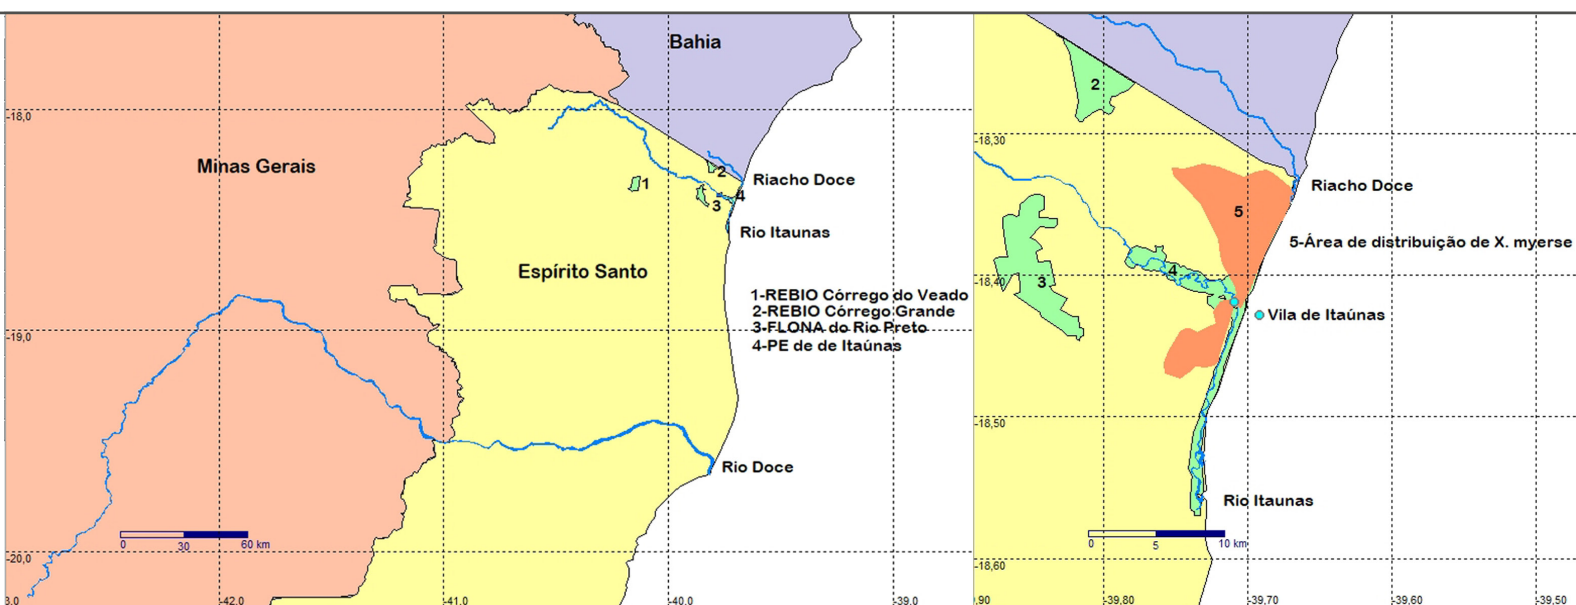 Bahia
-18,0
Minas Gerais
1
2
4
3
Riacho Doce
Rio Itaunas
Espírito Santo
1-REBIO Córrego do Veado
2-REBIO Córrego Grande
3-FLONA do Rio Preto
4-PE de de Itaúnas
-19,0
Rio Doce
0 30 60 km
-20,0
3.0 -42.0 -41.0 -40.0 -39.0
2
-18,30
Riacho Doce
5
5-Área de distribuição de X. myerse
4
3
-18,40
Vila de Itaúnas
-18,50
Rio Itaunas
0 5 10 km
-18,60
.90 -39,80 -39,70 -39,60 -39,50